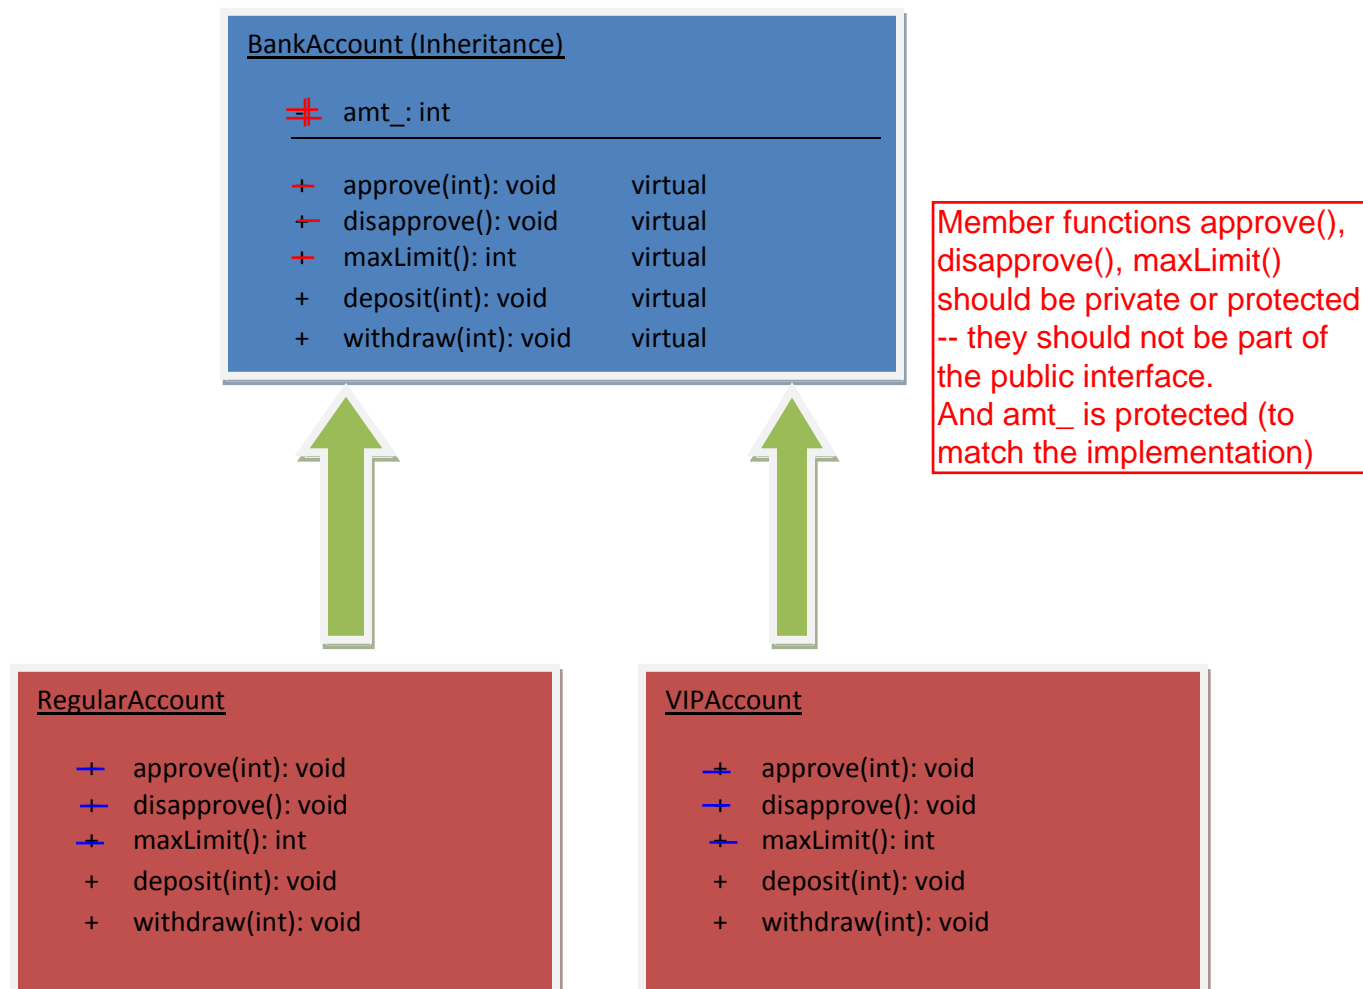 BankAccount (Inheritance)
# amt_: int
- approve(int): void virtual
- disapprove(): void virtual
- maxLimit(): int virtual
+ deposit(int): void virtual
+ withdraw(int): void virtual
Member functions approve(),
disapprove(), maxLimit()
should be private or protected
-- they should not be part of
the public interface.
And amt_ is protected (to
match the implementation)
RegularAccount
- approve(int): void
- disapprove(): void
- maxLimit(): int
+ deposit(int): void
+ withdraw(int): void
VIPAccount
- approve(int): void
- disapprove(): void
- maxLimit(): int
+ deposit(int): void
+ withdraw(int): void